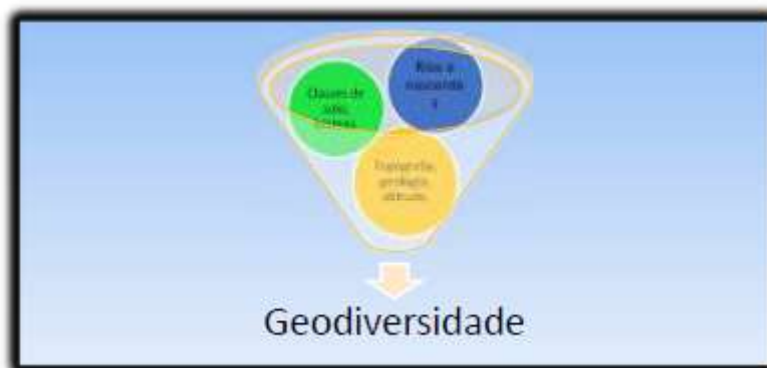 Classes de
solo,
Rios e
nascente
s
Topografia,
geologia,
altitude.
Geodiversidade